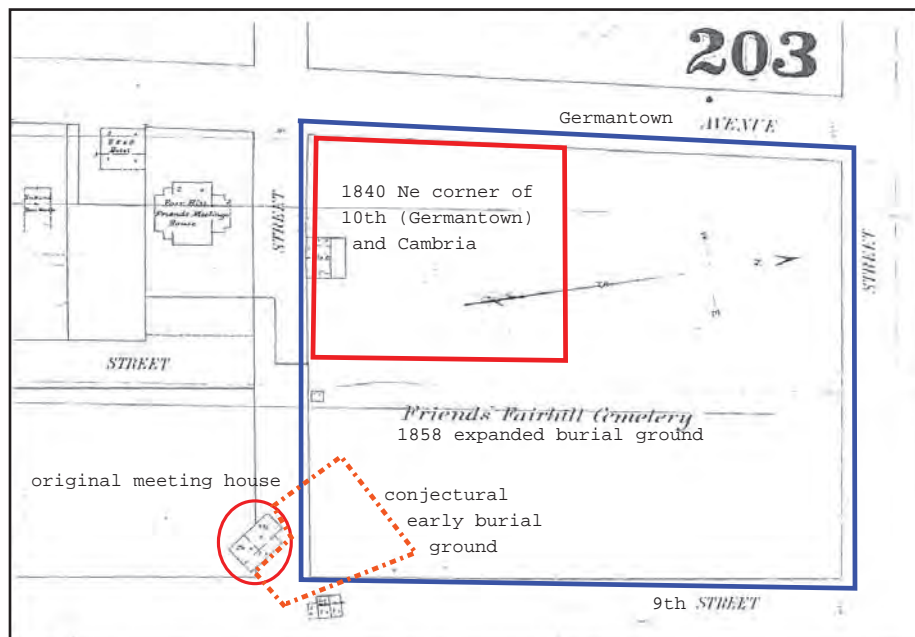 203
Germantown
AVENUE
1840 Ne corner of
10th (Germantown)
and Cambria
Fair Hill
Friends Meeting
House
Hotel
STREET
STREET
STREET
N
E
Friends' Fairhill Cemetery
1858 expanded burial ground
original meeting house
conjectural
early burial
ground
9th STREET